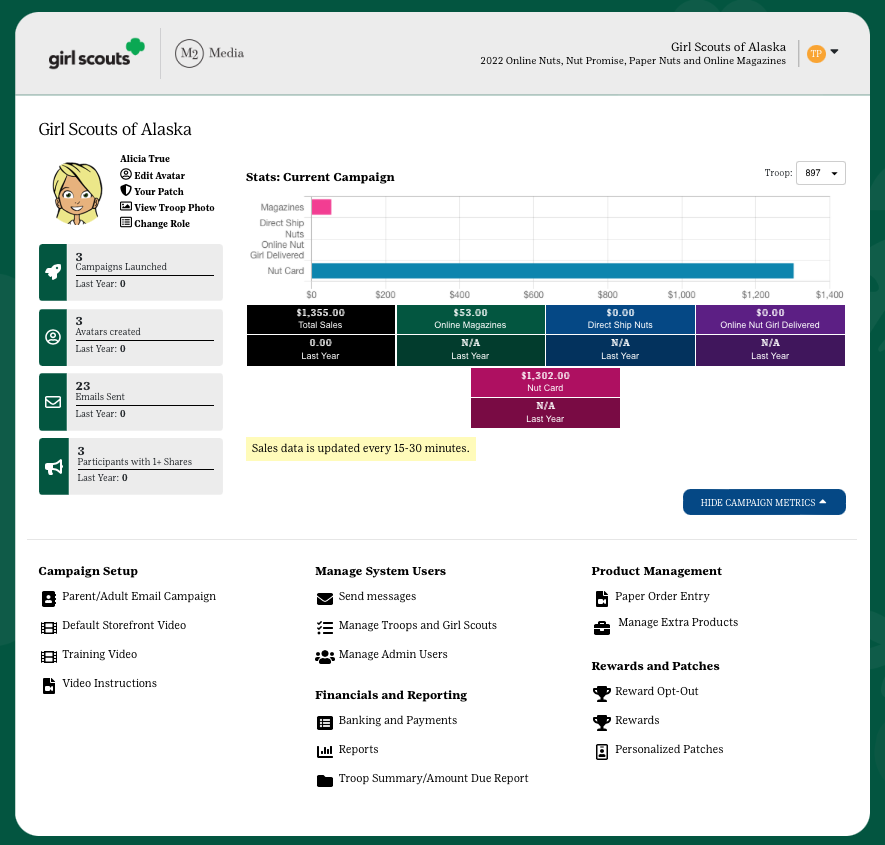 girl scouts
M2 Media
Girl Scouts of Alaska
2022 Online Nuts, Nut Promise, Paper Nuts and Online Magazines
TP
Girl Scouts of Alaska
Alicia True
Edit Avatar
Your Patch
View Troop Photo
Change Role
3
Campaigns Launched
Last Year: 0
3
Avatars created
Last Year: 0
23
Emails Sent
Last Year: 0
3
Participants with 1+ Shares
Last Year: 0
Stats: Current Campaign
Troop: 897
Magazines
Direct Ship
Nuts
Online Nut
Girl Delivered
Nut Card
$0 $200 $400 $600 $800 $1,000 $1,200 $1,400
$1,355.00 $53.00 $0.00 $0.00
Total Sales Online Magazines Direct Ship Nuts Online Nut Girl Delivered
0.00 N/A N/A N/A
Last Year Last Year Last Year Last Year
$1,302.00
Nut Card
N/A
Last Year
Sales data is updated every 15-30 minutes.
HIDE CAMPAIGN METRICS
Campaign Setup
Parent/Adult Email Campaign
Default Storefront Video
Training Video
Video Instructions
Manage System Users
Send messages
Manage Troops and Girl Scouts
Manage Admin Users
Financials and Reporting
Banking and Payments
Reports
Troop Summary/Amount Due Report
Product Management
Paper Order Entry
Manage Extra Products
Rewards and Patches
Reward Opt-Out
Rewards
Personalized Patches